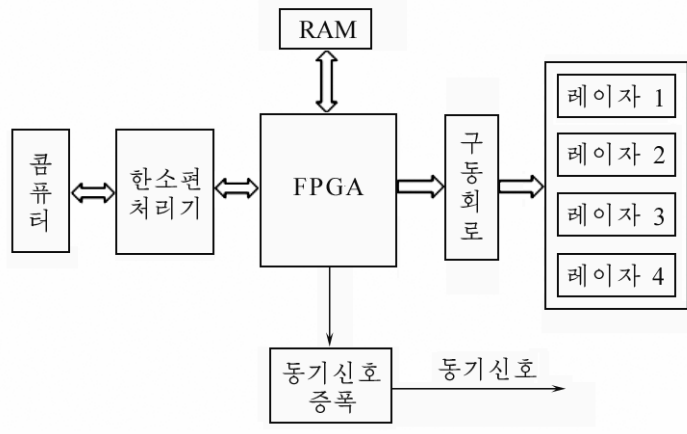 RAM
콤
퓨
터
한소편
처리기
FPGA
구
동
회
로
레이자 1
레이자 2
레이자 3
레이자 4
동기신호
증폭
동기신호